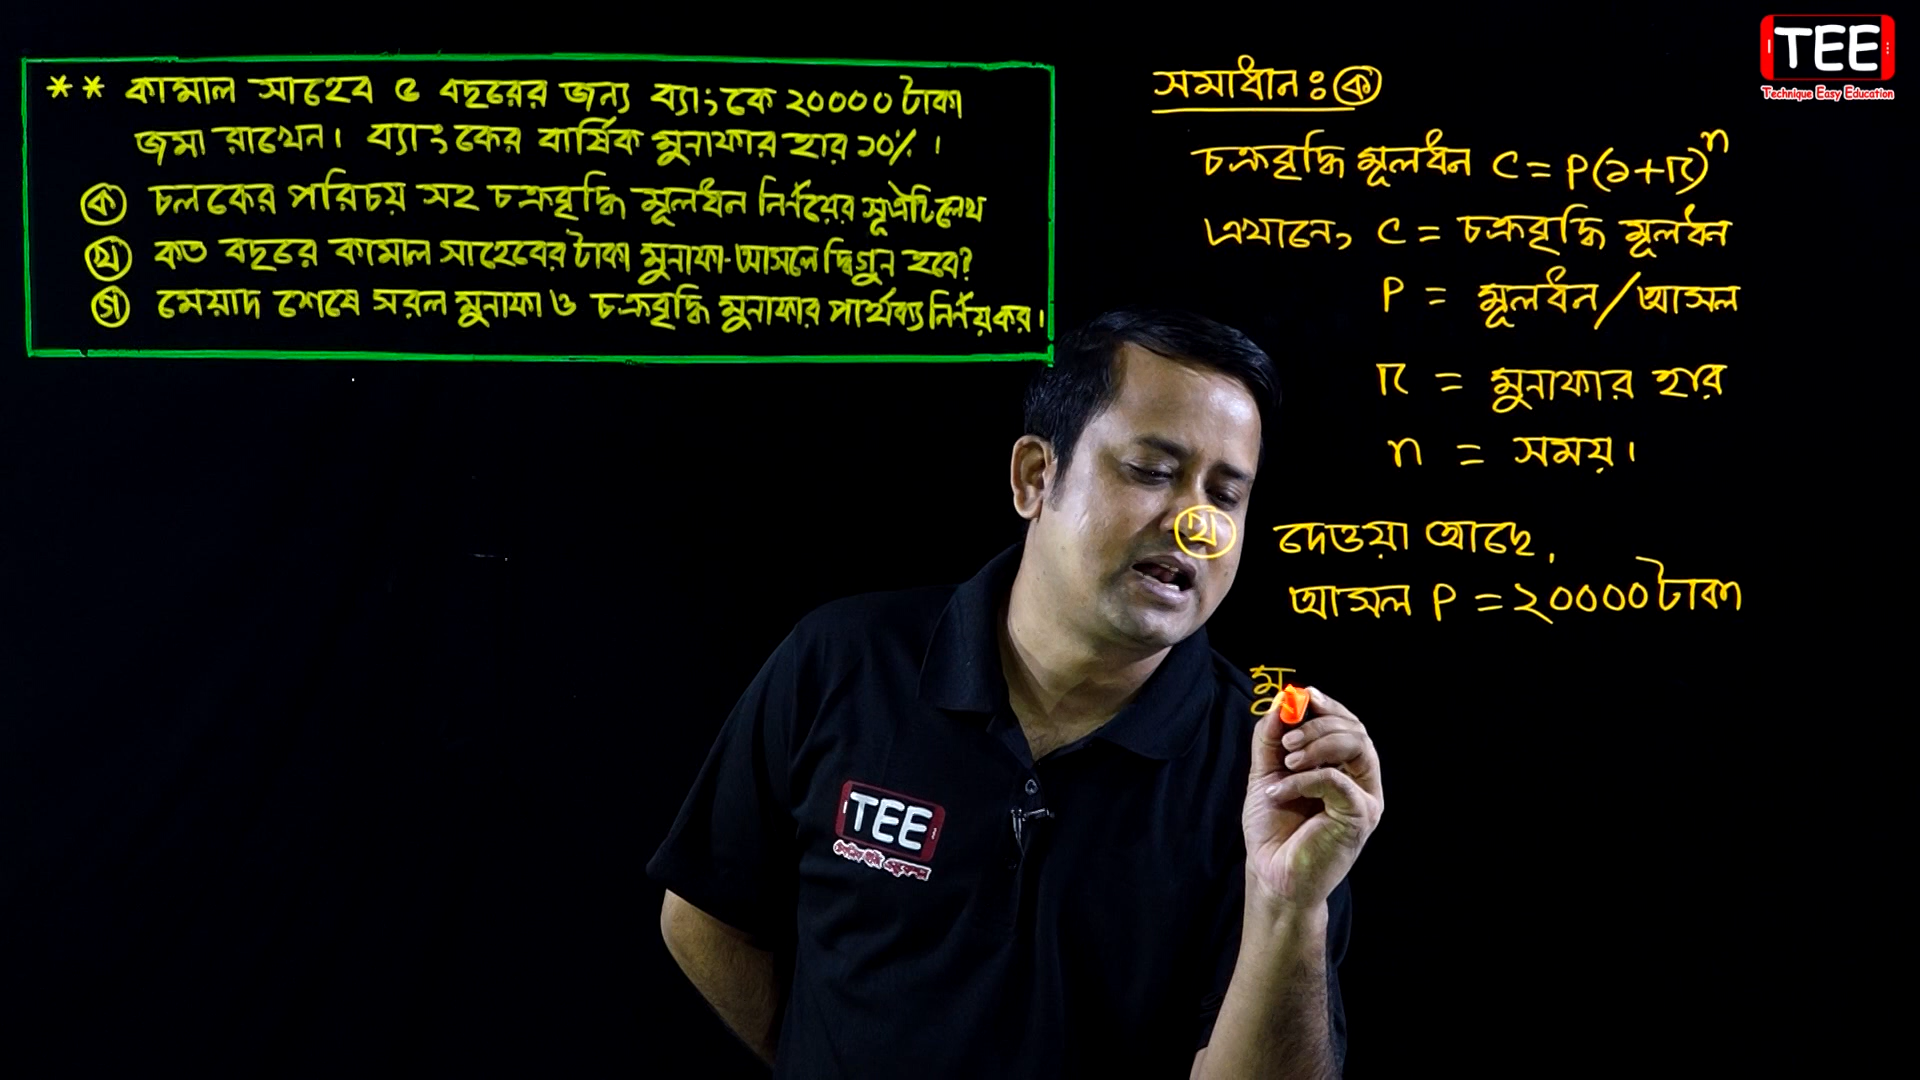 ** কামাল সাহেব ৫ বছরের জন্য ব্যাংকে ২০০০০ টাকা
জমা রাখেন। ব্যাংকের বার্ষিক মুনাফার হার ১০%।
ক চলকের পরিচয় সহ চক্রবৃদ্ধি মূলধন নির্ণয়ের সূত্রটি লেখ
খ কত বছরে কামাল সাহেবের টাকা মুনাফা-আসলে দ্বিগুন হবে?
গ মেয়াদ শেষে সরল মুনাফা ও চক্রবৃদ্ধি মুনাফার পার্থক্য নির্ণয় কর।
সমাধান : ক
চক্রবৃদ্ধি মূলধন C = P(১+r)^n
এখানে, C = চক্রবৃদ্ধি মূলধন
P = মূলধন/আসল
r = মুনাফার হার
n = সময়।
খ দেওয়া আছে,
আসল P = ২০০০০ টাকা
মু
TEE
Technique Easy Education
TEE